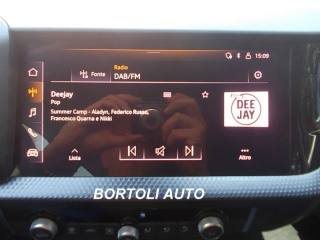 Radio
15:09
Fonte
DAB/FM
Deejay
Pop
Summer Camp - Aladyn, Federico Russo,
Francesco Quarna e Nikki
DEE
JAY
Lista
Altro
BORTOLI AUTO